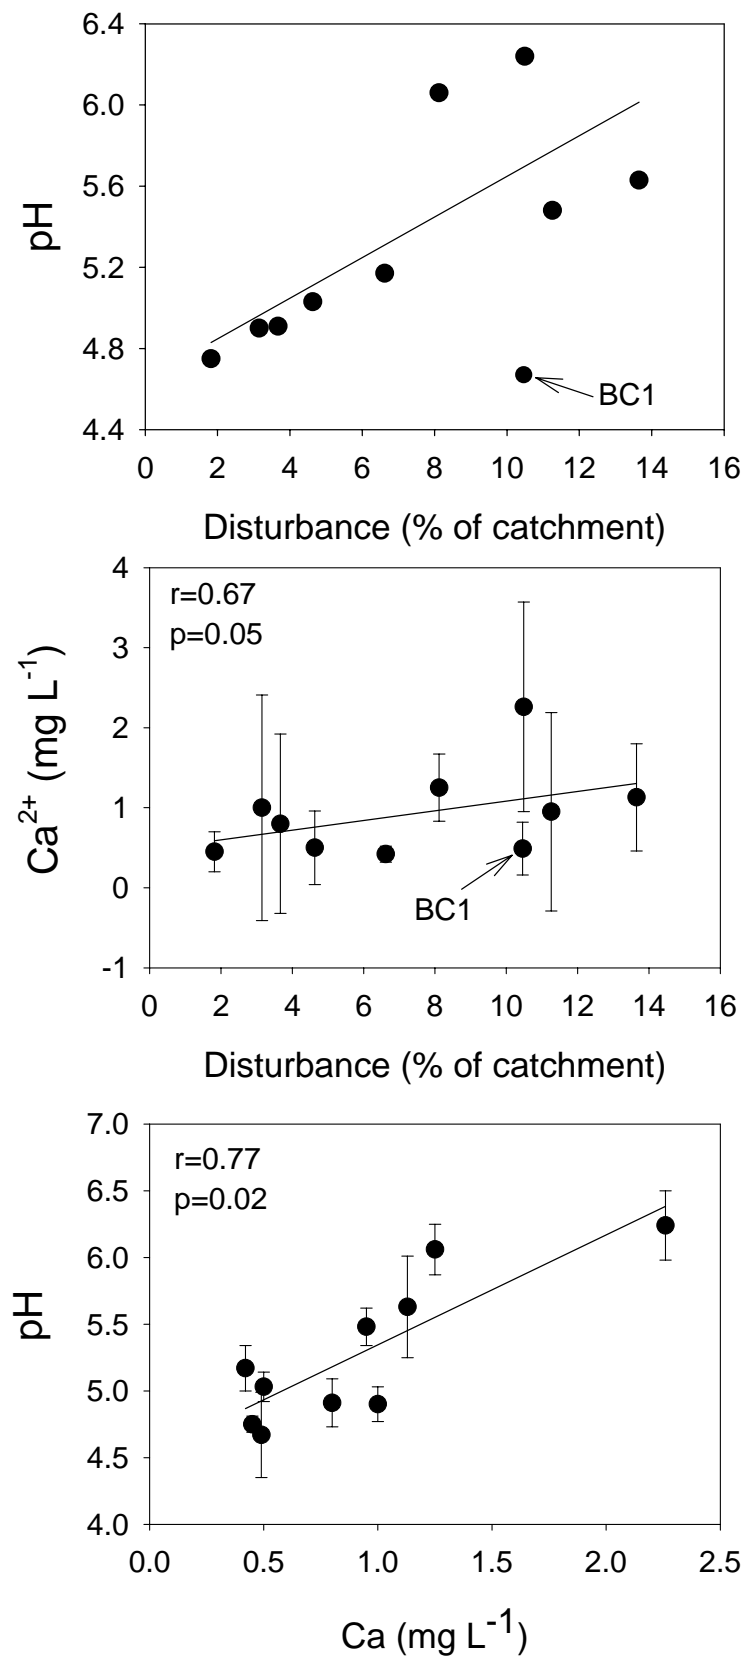 6.4
6.0
5.6
5.2
4.8
4.4
pH
BC1
0 2 4 6 8 10 12 14 16
Disturbance (% of catchment)
4
3
2
1
0
-1
Ca2+ (mg L-1)
r=0.67
p=0.05
BC1
0 2 4 6 8 10 12 14 16
Disturbance (% of catchment)
7.0
6.5
6.0
5.5
5.0
4.5
4.0
pH
r=0.77
p=0.02
0.0 0.5 1.0 1.5 2.0 2.5
Ca (mg L-1)